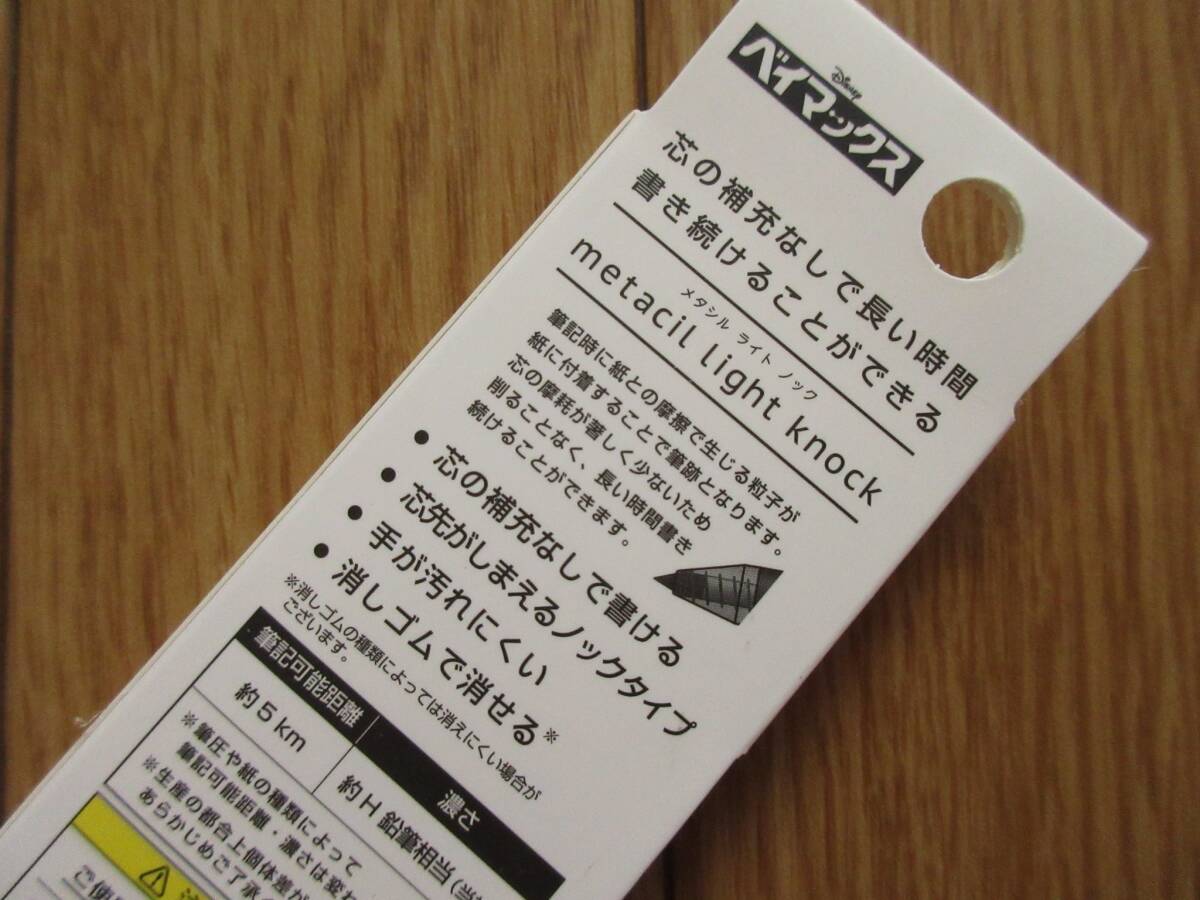 Disney
ベイマックス
芯の補充なしで長い時間
書き続けることができる
メタシル ライト ノック
metacil light knock
筆記時に紙との摩擦で生じる粒子が
紙に付着することで筆跡となります。
芯の摩耗が著しく少ないため
削ることなく、長い時間書き
続けることができます。
● 芯の補充なしで書ける
● 芯先がしまえるノックタイプ
● 手が汚れにくい
● 消しゴムで消せる※
※消しゴムの種類によっては消えにくい場合が
ございます。
筆記可能距離 濃さ
約5km 約H鉛筆相当(当
※筆圧や紙の種類によって
筆記可能距離・濃さは変わ
※生産の都合上個体差が
あらかじめご了承く
ご使